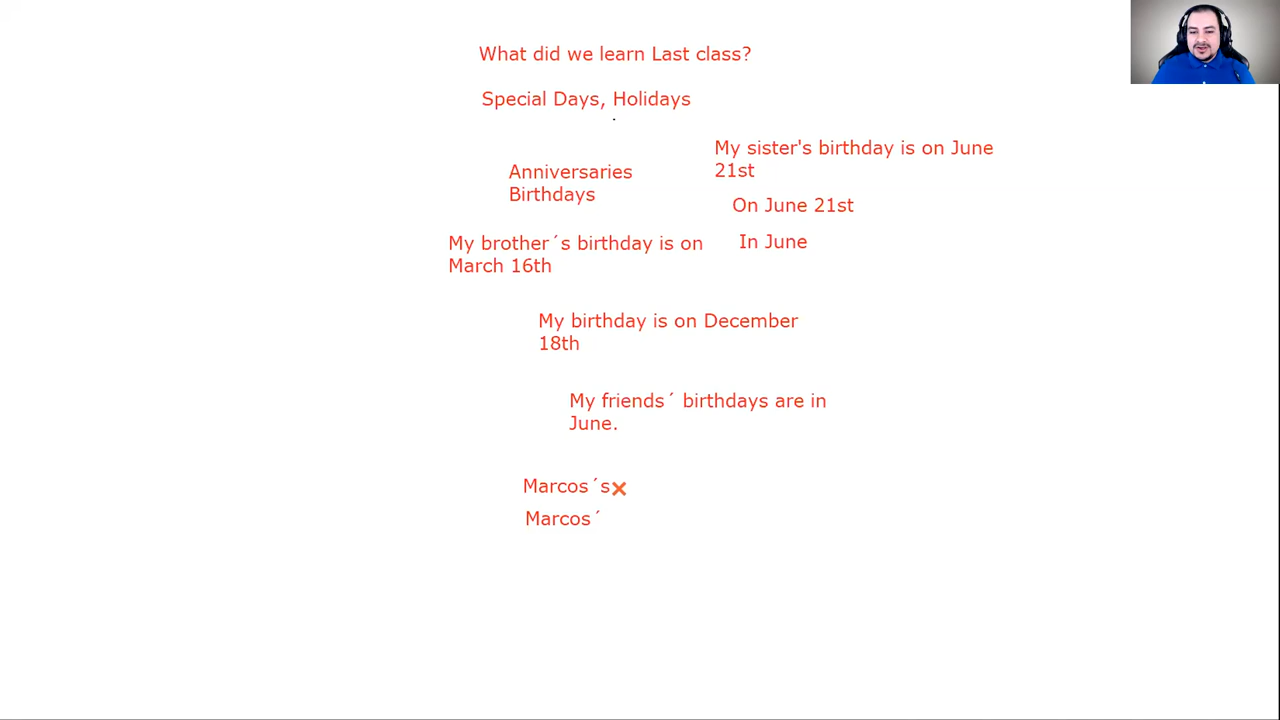 What did we learn Last class?
Special Days, Holidays
My sister's birthday is on June
21st
Anniversaries
Birthdays
On June 21st
In June
My brother´s birthday is on
March 16th
My birthday is on December
18th
My friends´ birthdays are in
June.
Marcos´s
Marcos´